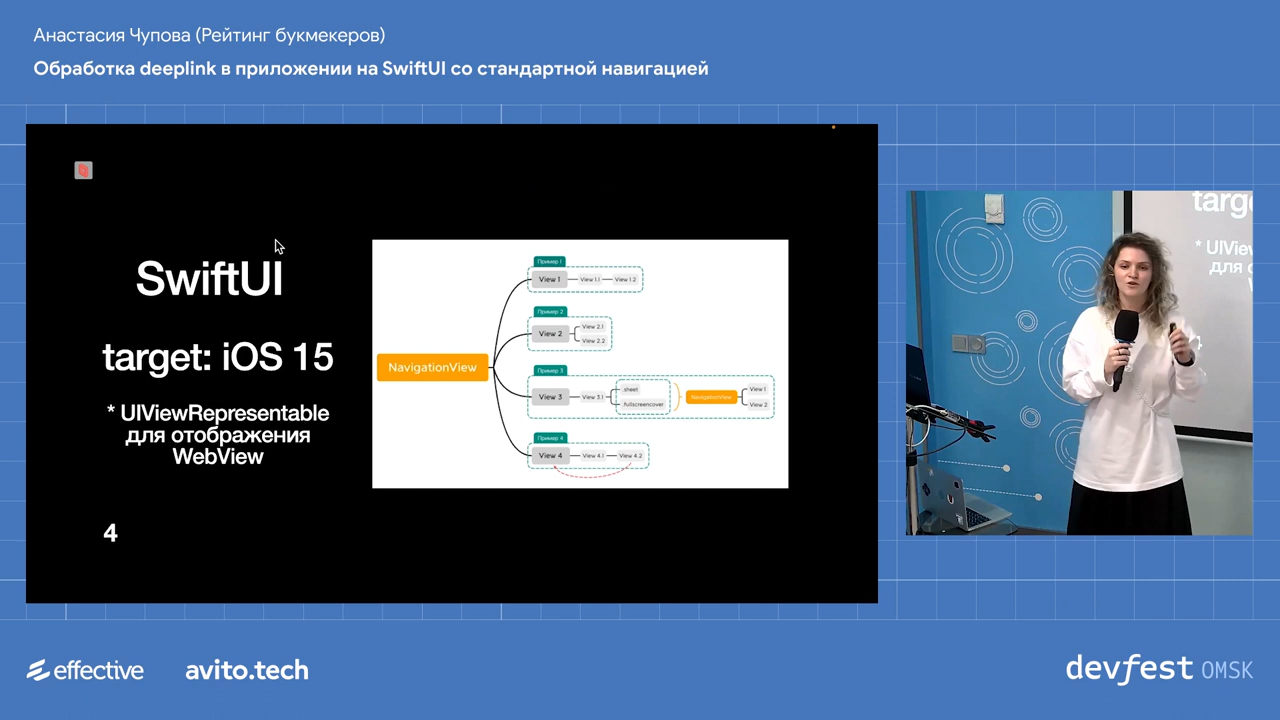 Анастасия Чупова (Рейтинг букмекеров)
Обработка deeplink в приложении на SwiftUI со стандартной навигацией
SwiftUI
target: iOS 15
* UIViewRepresentable
для отображения
WebView
4
NavigationView
Пример 1
View 1 View 1.1 View 1.2
Пример 2
View 2
View 2.1
View 2.2
Пример 3
View 3 View 3.1
.sheet
.fullscreencover
NavigationView
View 1
View 2
Пример 4
View 4 View 4.1 View 4.2
targ
* UIView
для о
effective
avito.tech
devfest OMSK